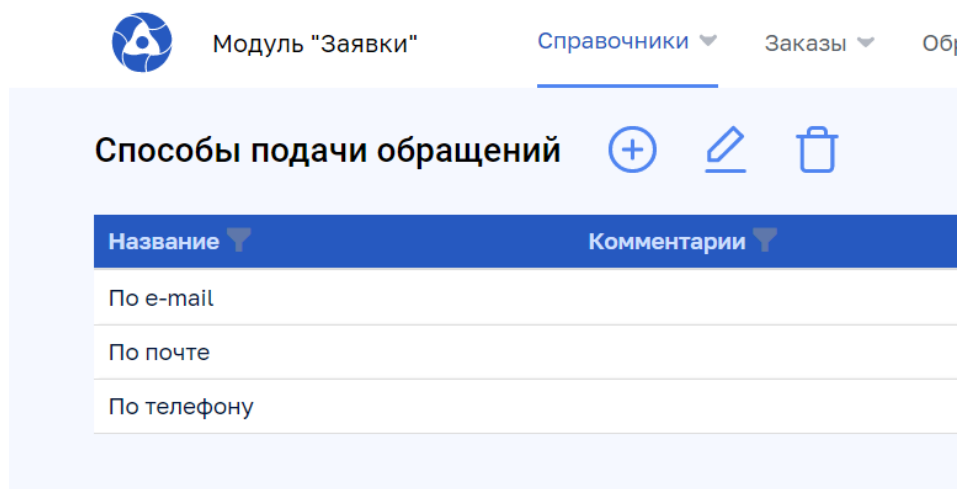 Модуль "Заявки" Справочники Заказы
Способы подачи обращений
Название Комментарии
По e-mail
По почте
По телефону